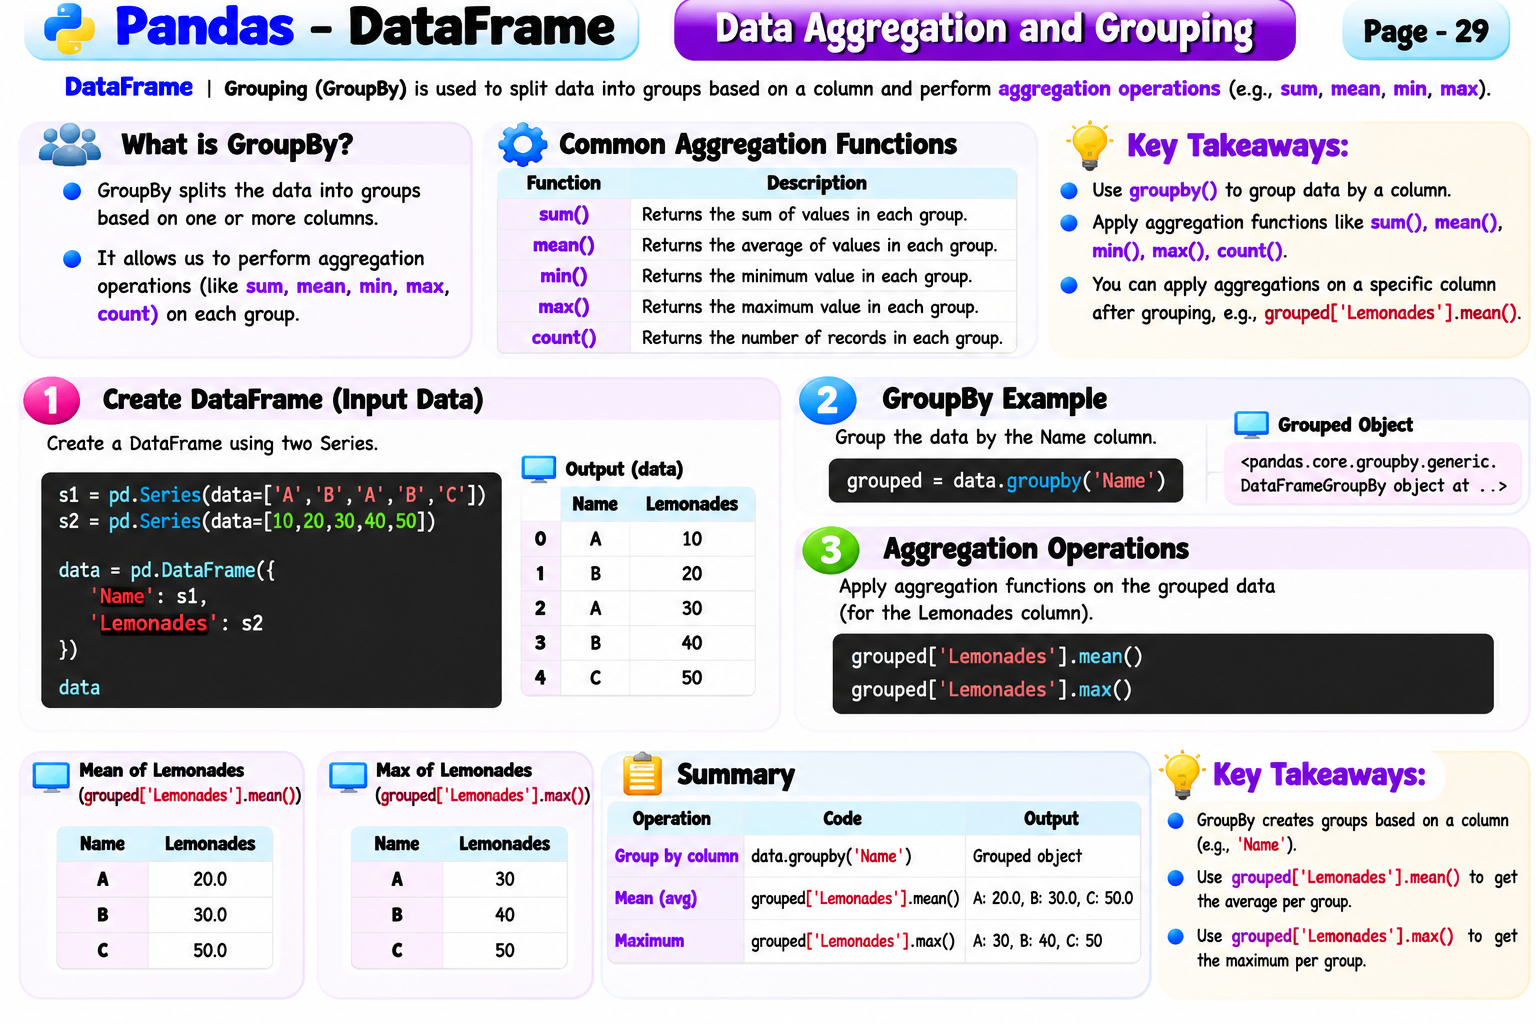 Pandas - DataFrame
Data Aggregation and Grouping
Page - 29
DataFrame | Grouping (GroupBy) is used to split data into groups based on a column and perform aggregation operations (e.g., sum, mean, min, max).
What is GroupBy?
GroupBy splits the data into groups
based on one or more columns.
It allows us to perform aggregation
operations (like sum, mean, min, max,
count) on each group.
Common Aggregation Functions
Function Description
sum() Returns the sum of values in each group.
mean() Returns the average of values in each group.
min() Returns the minimum value in each group.
max() Returns the maximum value in each group.
count() Returns the number of records in each group.
Key Takeaways:
Use groupby() to group data by a column.
Apply aggregation functions like sum(), mean(),
min(), max(), count().
You can apply aggregations on a specific column
after grouping, e.g., grouped['Lemonades'].mean().
1 Create DataFrame (Input Data)
Create a DataFrame using two Series.
s1 = pd.Series(data=['A','B','A','B','C'])
s2 = pd.Series(data=[10,20,30,40,50])
data = pd.DataFrame({
'Name': s1,
'Lemonades': s2
})
data
Output (data)
Name Lemonades
0 A 10
1 B 20
2 A 30
3 B 40
4 C 50
2 GroupBy Example
Group the data by the Name column.
grouped = data.groupby('Name')
Grouped Object
<pandas.core.groupby.generic.
DataFrameGroupBy object at ..>
3 Aggregation Operations
Apply aggregation functions on the grouped data
(for the Lemonades column).
grouped['Lemonades'].mean()
grouped['Lemonades'].max()
Mean of Lemonades
(grouped['Lemonades'].mean())
Name Lemonades
A 20.0
B 30.0
C 50.0
Max of Lemonades
(grouped['Lemonades'].max())
Name Lemonades
A 30
B 40
C 50
Summary
Operation Code Output
Group by column data.groupby('Name') Grouped object
Mean (avg) grouped['Lemonades'].mean() A: 20.0, B: 30.0, C: 50.0
Maximum grouped['Lemonades'].max() A: 30, B: 40, C: 50
Key Takeaways:
GroupBy creates groups based on a column
(e.g., 'Name').
Use grouped['Lemonades'].mean() to get
the average per group.
Use grouped['Lemonades'].max() to get
the maximum per group.